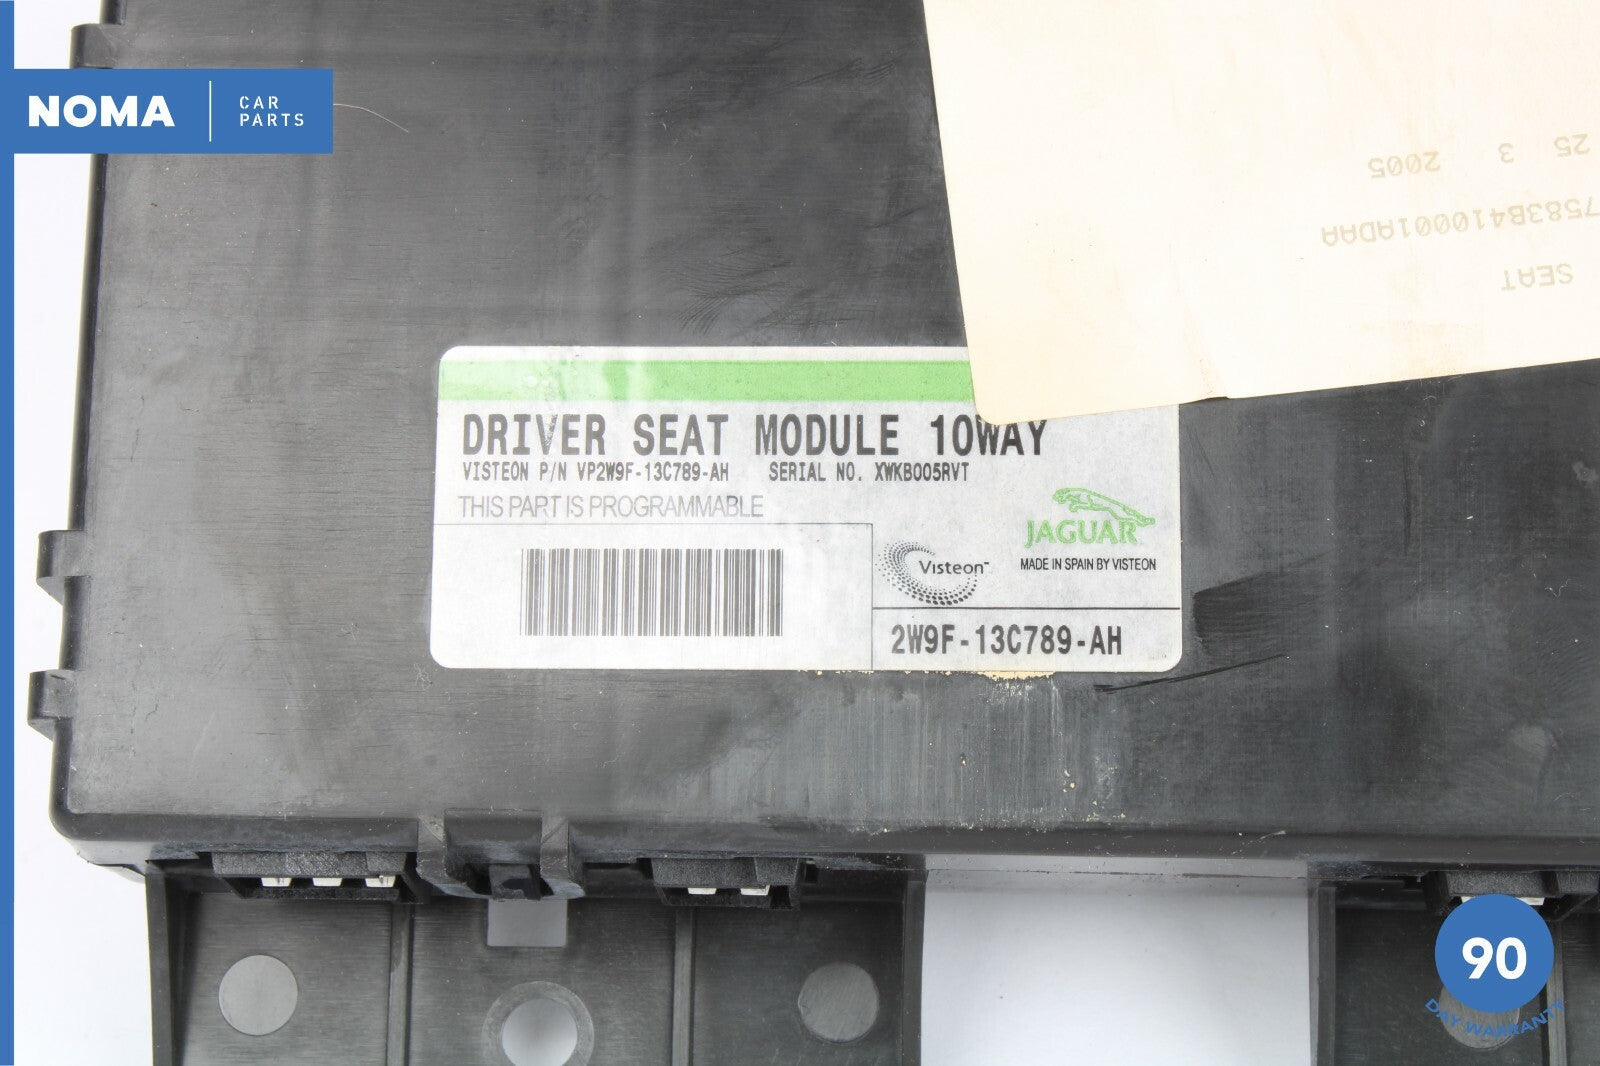 NOMA
CAR
PARTS
25 3 2005
7583B410001ADAA
SEAT
DRIVER SEAT MODULE 10WAY
VISTEON P/N VP2W9F-13C789-AH SERIAL NO. XWKB005RVT
THIS PART IS PROGRAMMABLE
JAGUAR
Visteon
MADE IN SPAIN BY VISTEON
2W9F-13C789-AH
90
DAY WARRANTY